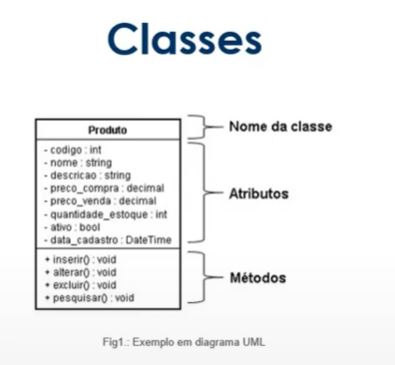 Classes
Produto
Nome da classe
- codigo : int
- nome : string
- descricao : string
- preco_compra : decimal
- preco_venda : decimal
- quantidade_estoque : int
- ativo : bool
- data_cadastro : DateTime
Atributos
+ inserir() : void
+ alterar() : void
+ excluir() : void
+ pesquisar() : void
Métodos
Fig1.: Exemplo em diagrama UML